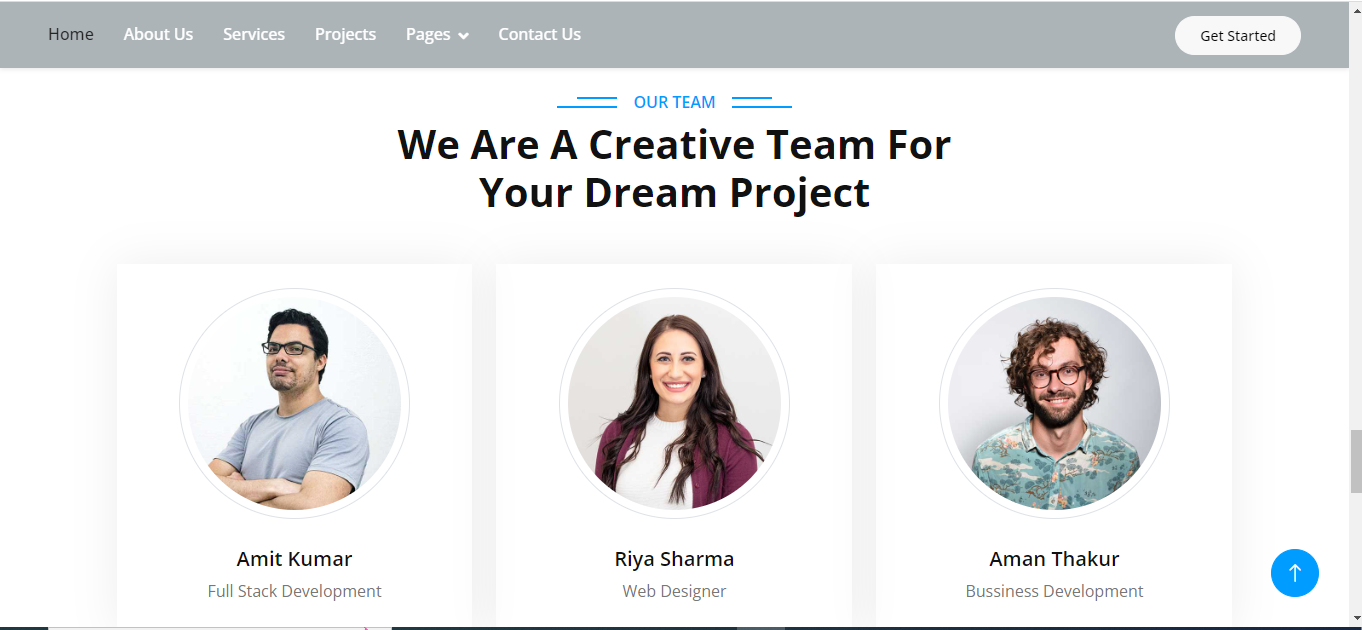 Home About Us Services Projects Pages Contact Us Get Started
OUR TEAM
We Are A Creative Team For
Your Dream Project
Amit Kumar Riya Sharma Aman Thakur
Full Stack Development Web Designer Bussiness Development